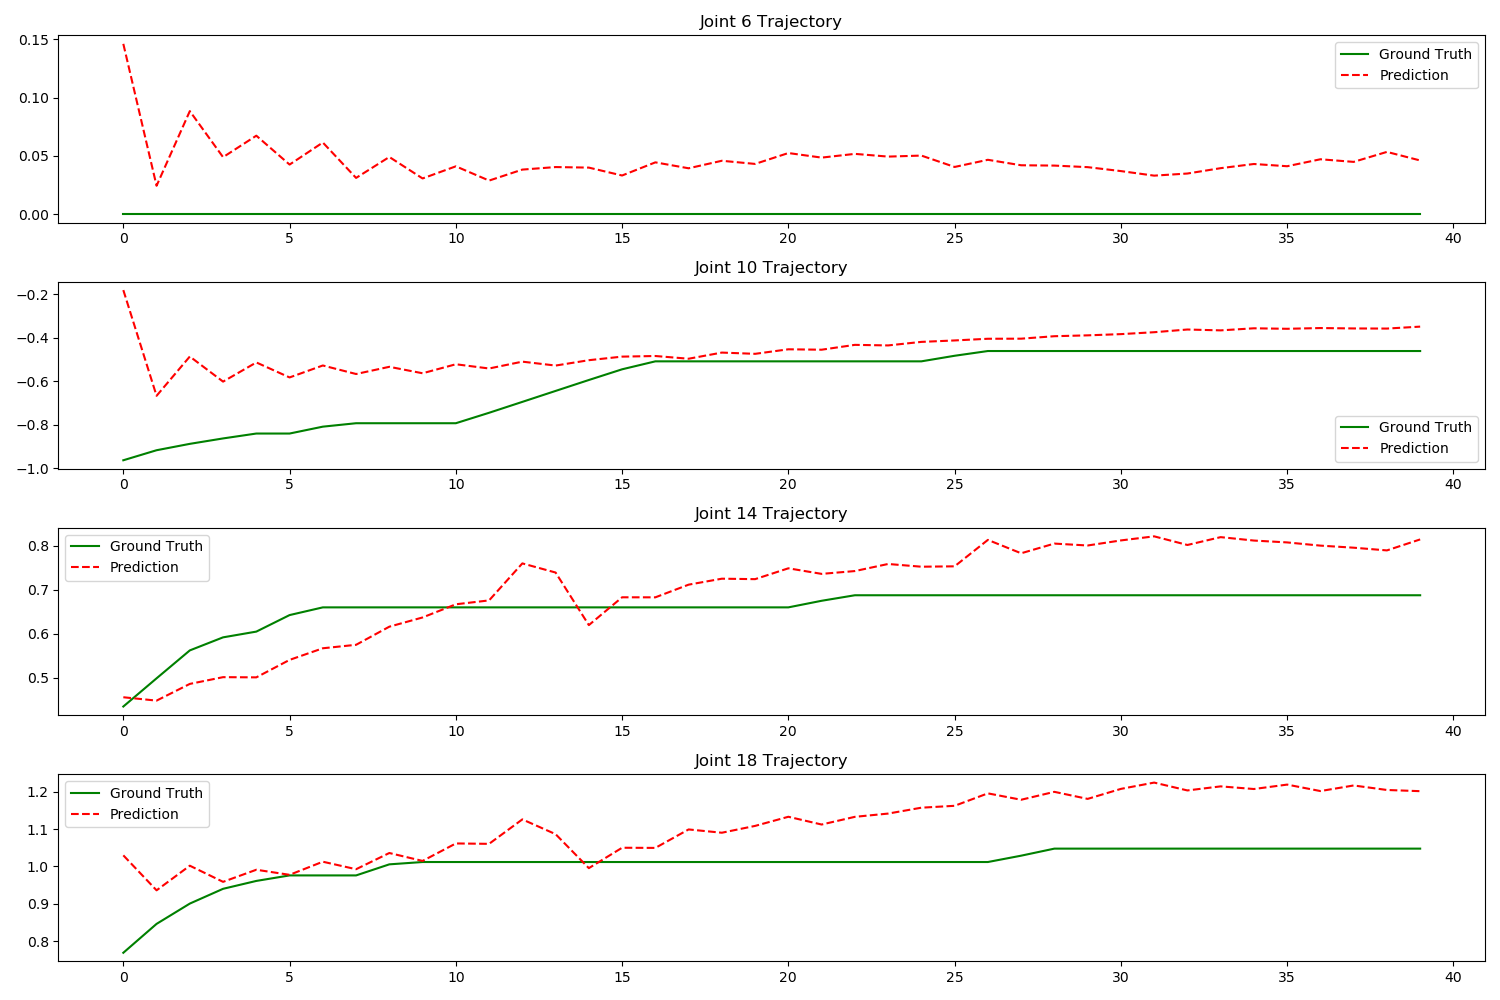 Joint 6 Trajectory
0.15
0.10
0.05
0.00
Ground Truth
Prediction
0 5 10 15 20 25 30 35 40
Joint 10 Trajectory
−0.2
−0.4
−0.6
−0.8
−1.0
Ground Truth
Prediction
0 5 10 15 20 25 30 35 40
Joint 14 Trajectory
0.8
0.7
0.6
0.5
Ground Truth
Prediction
0 5 10 15 20 25 30 35 40
Joint 18 Trajectory
1.2
1.1
1.0
0.9
0.8
Ground Truth
Prediction
0 5 10 15 20 25 30 35 40